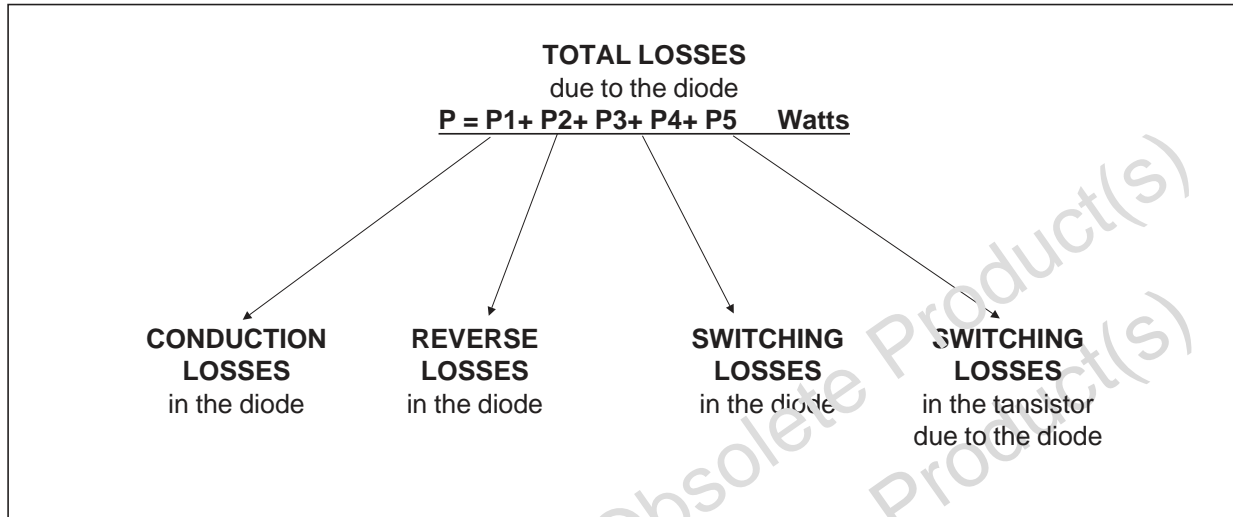 TOTAL LOSSES
due to the diode
P = P1+ P2+ P3+ P4+ P5 Watts
CONDUCTION
LOSSES
in the diode
REVERSE
LOSSES
in the diode
SWITCHING
LOSSES
in the diode
SWITCHING
LOSSES
in the tansistor
due to the diode
Obsolete Product(s)
Product(s)